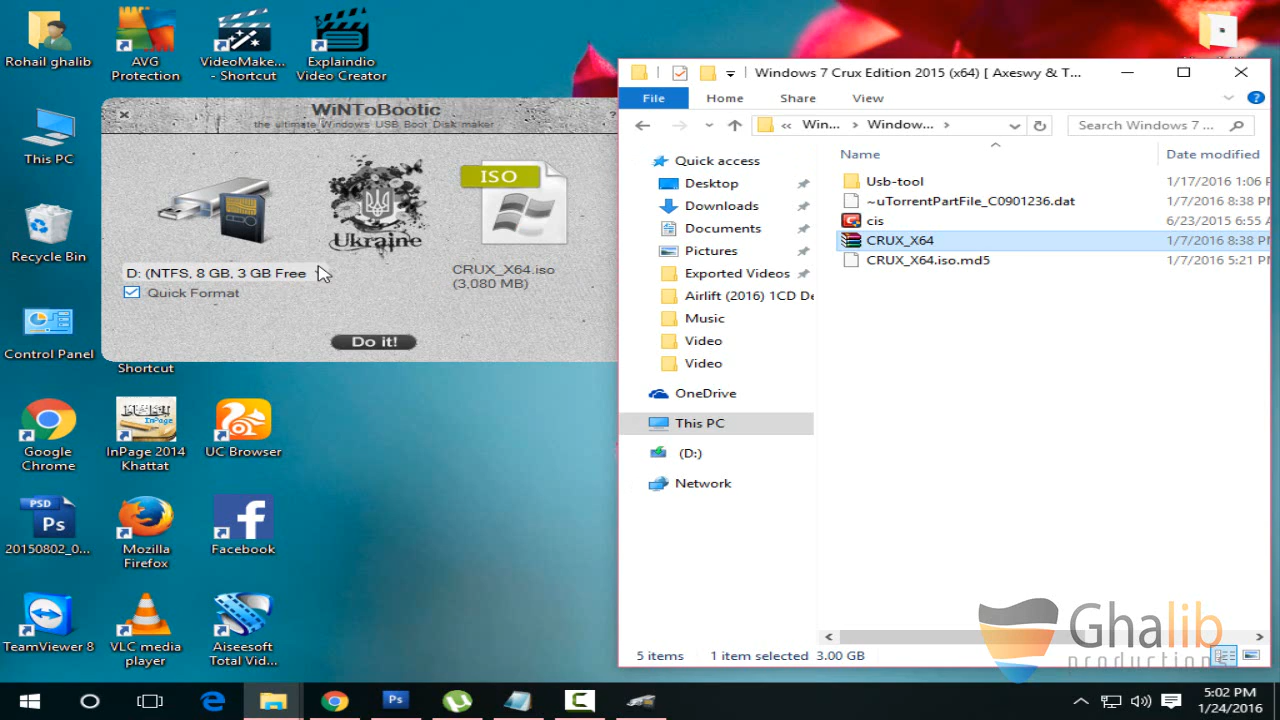 Rohail ghalib
AVG
Protection
VideoMake...
- Shortcut
Explaindio
Video Creator
This PC
Recycle Bin
Control Panel
Shortcut
Google
Chrome
InPage
InPage 2014
Khattat
UC Browser
PSD
Ps
20150802_0...
Mozilla
Firefox
Facebook
TeamViewer 8
VLC media
player
Aiseesoft
Total Vid...
WiNToBootic
the ultimate Windows USB Boot Disk maker
?
Ukraine
ISO
D: (NTFS, 8 GB, 3 GB Free
Quick Format
CRUX_X64.iso
(3,080 MB)
Do it!
Windows 7 Crux Edition 2015 (x64) [ Axeswy & T...
File Home Share View
« Win... > Window... >
Search Windows 7 ...
Quick access
Desktop
Downloads
Documents
Pictures
Exported Videos
Airlift (2016) 1CD De
Music
Video
Video
OneDrive
This PC
(D:)
Network
Name Date modified
Usb-tool 1/17/2016 1:06 P
~uTorrentPartFile_C0901236.dat 1/7/2016 8:38 P
cis 6/23/2015 6:55
CRUX_X64 1/7/2016 8:38 P
CRUX_X64.iso.md5 1/7/2016 5:21 P
5 items 1 item selected 3.00 GB
Ghalib
productions
Ps
5:02 PM
1/24/2016